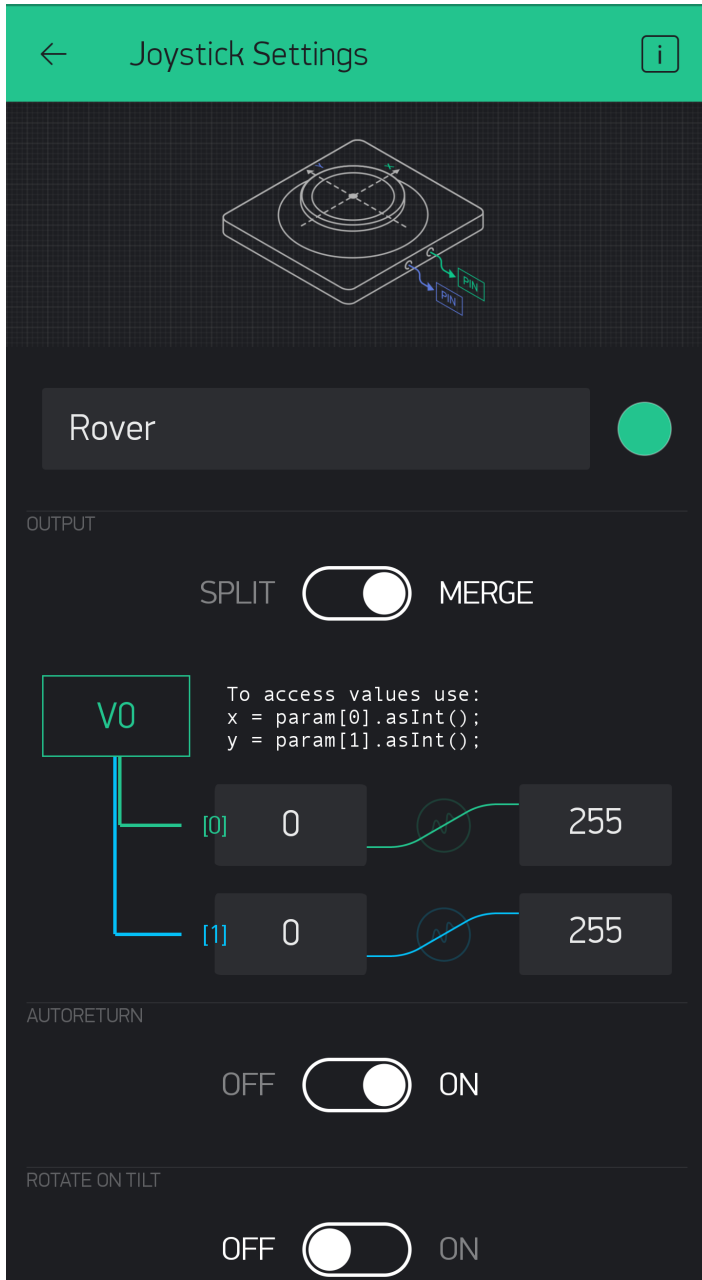 Joystick Settings
i
Y X
PIN
PIN
Rover
OUTPUT
SPLIT MERGE
V0
To access values use:
x = param[0].asInt();
y = param[1].asInt();
[0] 0 255
[1] 0 255
AUTORETURN
OFF ON
ROTATE ON TILT
OFF ON